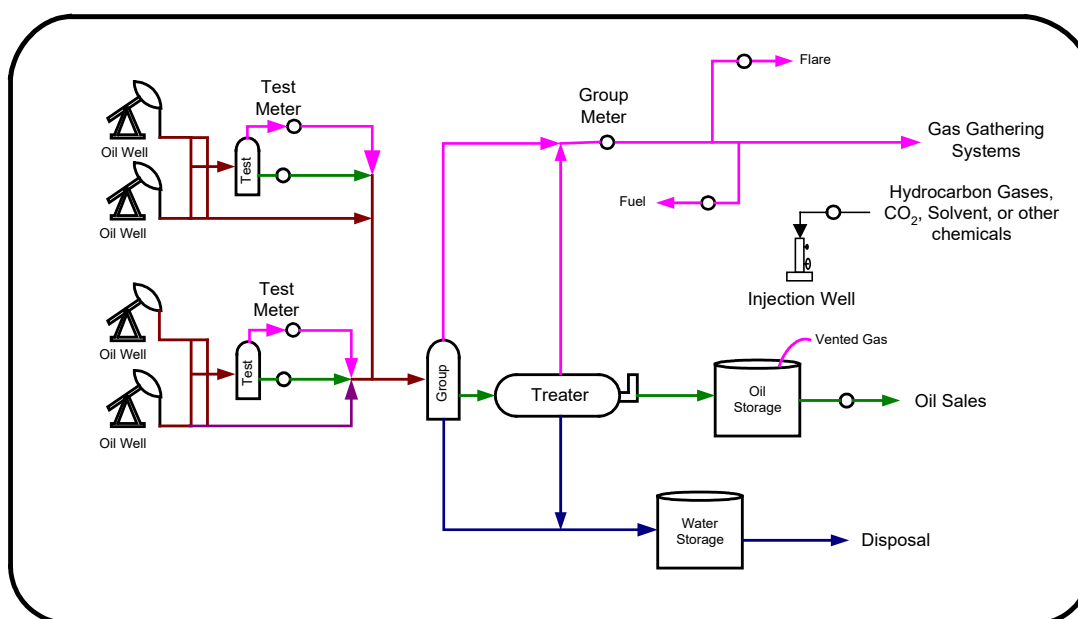 Test
Meter
Oil Well
Test
Oil Well
Group
Meter
Flare
Gas Gathering
Systems
Fuel
Hydrocarbon Gases,
CO2, Solvent, or other
chemicals
Injection Well
Test
Meter
Oil Well
Test
Oil Well
Group
Treater
Vented Gas
Oil
Storage
Oil Sales
Water
Storage
Disposal